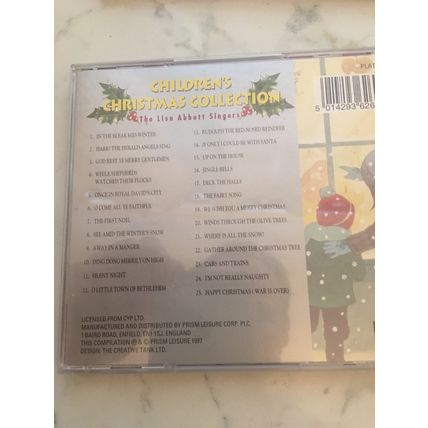 CHILDREN'S
CHRISTMAS COLLECTION
The Lisa Abbott Singers
1. IN THE BLEAK MIS WINTER
2. HARK! THE HERALD ANGELS SING
3. GOD REST YE MERRY GENTLEMEN
4. WHILE SHEPHERDS
WATCHED THEIR FLOCKS
5. ONCE IN ROYAL DAVID'S CITY
6. O COME ALL YE FAITHFUL
7. THE FIRST NOEL
8. SEE AMID THE WINTER'S SNOW
9. AWAY IN A MANGER
10. DING DONG MERRILY ON HIGH
11. SILENT NIGHT
12. O LITTLE TOWN OF BETHLEHEM
13. RUDOLPH THE RED-NOSED REINDEER
14. IF ONLY I COULD BE WITH SANTA
15. UP ON THE HOUSE
16. JINGLE BELLS
17. DECK THE HALLS
18. THE FAIRY SONG
19. WE WISH YOU A MERRY CHRISTMAS
20. WINDS THROUGH THE OLIVE TREES
21. WHERE IS ALL THE SNOW?
22. GATHER AROUND THE CHRISTMAS TREE
23. CARS AND TRAINS
24. I'M NOT REALLY NAUGHTY
25. HAPPY CHRISTMAS (WAR IS OVER)
LICENSED FROM CYP LTD.
MANUFACTURED AND DISTRIBUTED BY PRISM LEISURE CORP. PLC,
1 BAIRD ROAD, ENFIELD, EN1 1SJ, ENGLAND
THIS COMPILATION ℗ & © PRISM LEISURE 1997
DESIGN: THE CREATIVE TANK LTD.
PLAT
5 014293 626